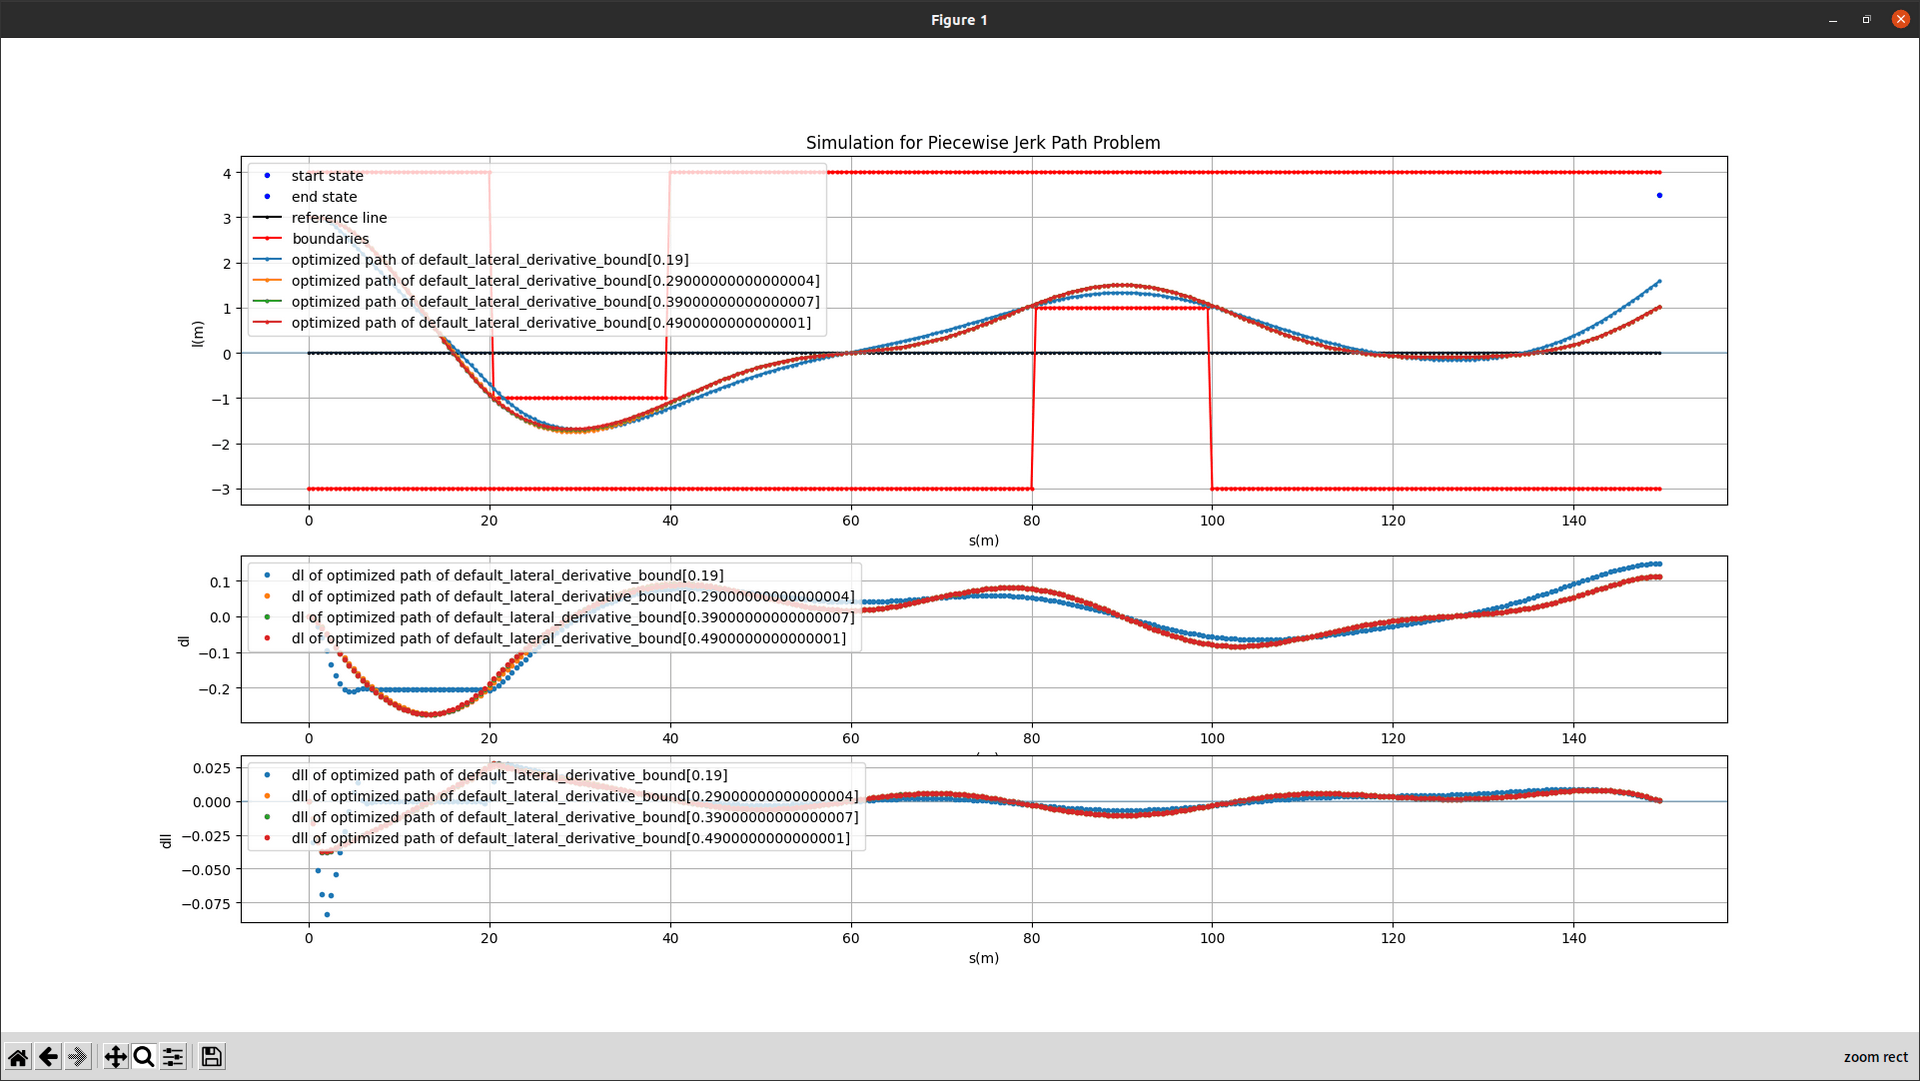 Figure 1
Simulation for Piecewise Jerk Path Problem
4
3
2
1
0
−1
−2
−3
l(m)
start state
end state
reference line
boundaries
optimized path of default_lateral_derivative_bound[0.19]
optimized path of default_lateral_derivative_bound[0.29000000000000004]
optimized path of default_lateral_derivative_bound[0.39000000000000007]
optimized path of default_lateral_derivative_bound[0.4900000000000001]
0 20 40 60 80 100 120 140
s(m)
0.1
0.0
−0.1
−0.2
dl
dl of optimized path of default_lateral_derivative_bound[0.19]
dl of optimized path of default_lateral_derivative_bound[0.29000000000000004]
dl of optimized path of default_lateral_derivative_bound[0.39000000000000007]
dl of optimized path of default_lateral_derivative_bound[0.4900000000000001]
0 20 40 60 80 100 120 140
0.025
0.000
−0.025
−0.050
−0.075
dll
dll of optimized path of default_lateral_derivative_bound[0.19]
dll of optimized path of default_lateral_derivative_bound[0.29000000000000004]
dll of optimized path of default_lateral_derivative_bound[0.39000000000000007]
dll of optimized path of default_lateral_derivative_bound[0.4900000000000001]
0 20 40 60 80 100 120 140
s(m)
zoom rect